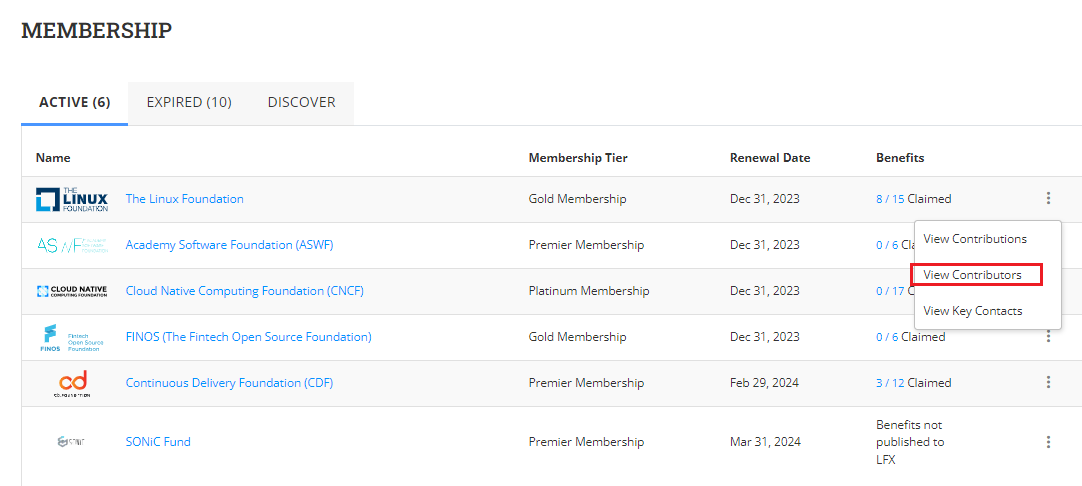 MEMBERSHIP
ACTIVE (6) EXPIRED (10) DISCOVER
Name Membership Tier Renewal Date Benefits
THE
LINUX
FOUNDATION
The Linux Foundation Gold Membership Dec 31, 2023 8 / 15 Claimed
View Contributions
ASWF
Academy Software Foundation (ASWF) Premier Membership Dec 31, 2023 0 / 6 Cla
View Contributors
CLOUD NATIVE
COMPUTING FOUNDATION
Cloud Native Computing Foundation (CNCF) Platinum Membership Dec 31, 2023 0 / 17 C
View Key Contacts
FINOS
Fintech
Open Source
Foundation
FINOS (The Fintech Open Source Foundation) Gold Membership Dec 31, 2023 0 / 6 Claimed
cd
CD.FOUNDATION
Continuous Delivery Foundation (CDF) Premier Membership Feb 29, 2024 3 / 12 Claimed
SONiC
SONiC Fund Premier Membership Mar 31, 2024 Benefits not
published to
LFX